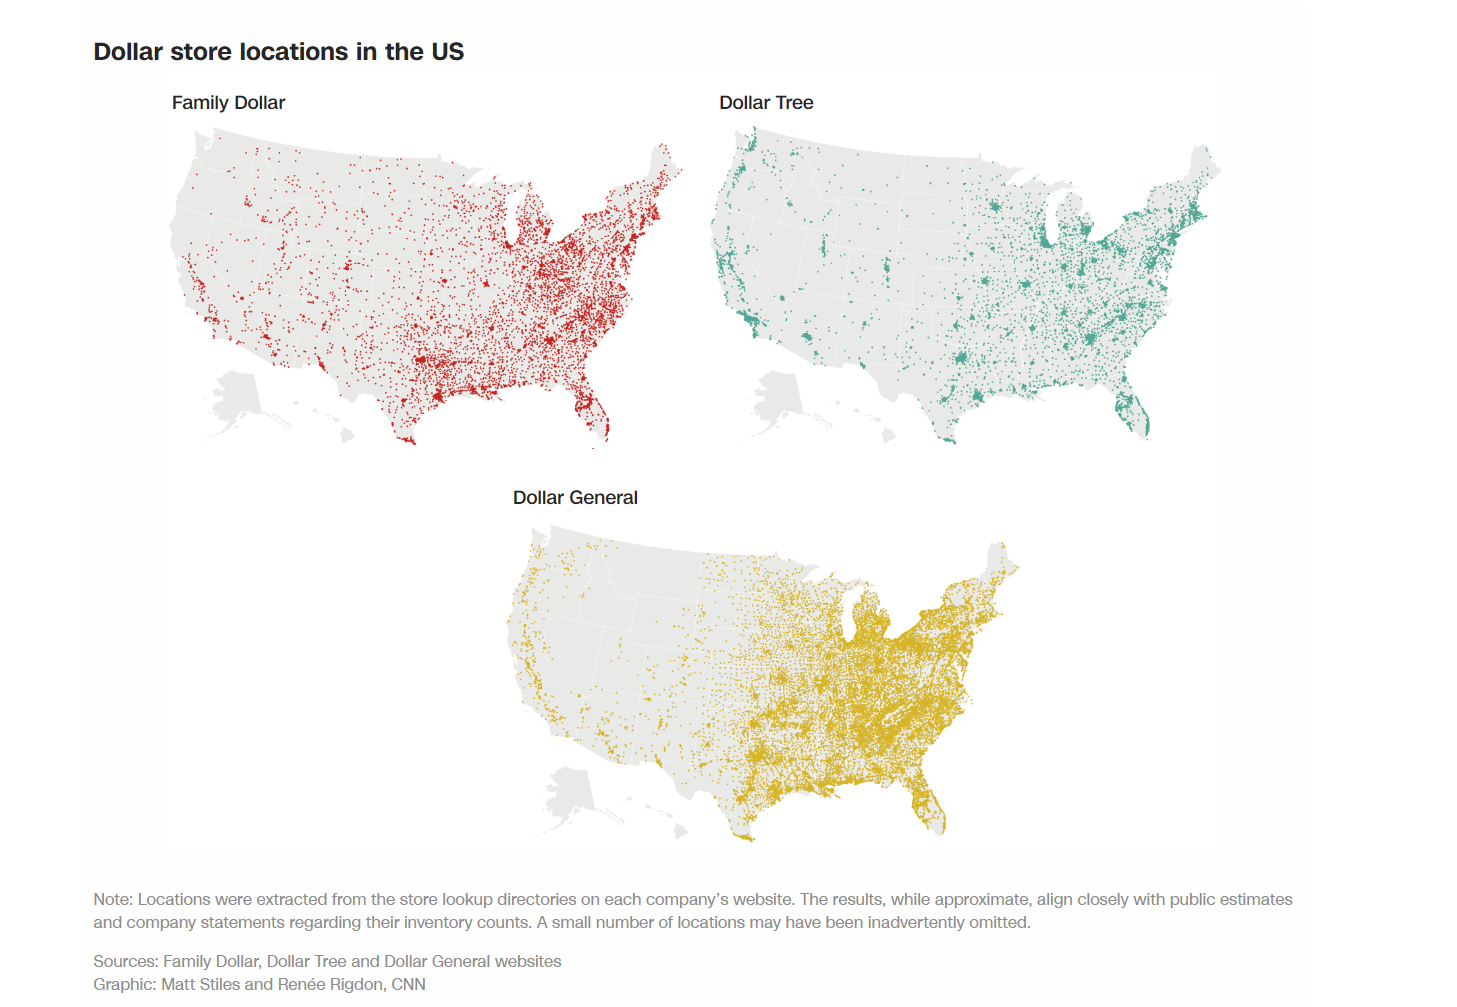 Dollar store locations in the US
Family Dollar
Dollar Tree
Dollar General
Note: Locations were extracted from the store lookup directories on each company’s website. The results, while approximate, align closely with public estimates
and company statements regarding their inventory counts. A small number of locations may have been inadvertently omitted.
Sources: Family Dollar, Dollar Tree and Dollar General websites
Graphic: Matt Stiles and Renée Rigdon, CNN